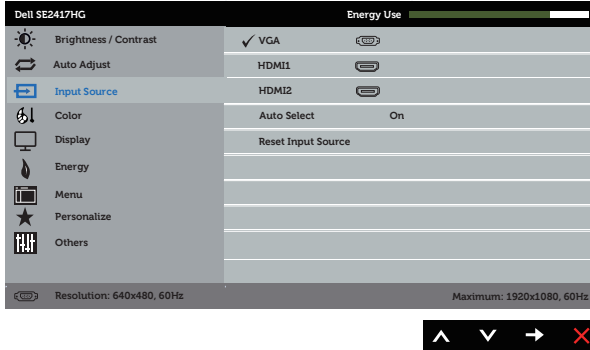 Dell SE2417HG Energy Use
Brightness / Contrast
Auto Adjust
Input Source
Color
Display
Energy
Menu
Personalize
Others
VGA
HDMI1
HDMI2
Auto Select On
Reset Input Source
Resolution: 640x480, 60Hz Maximum: 1920x1080, 60Hz